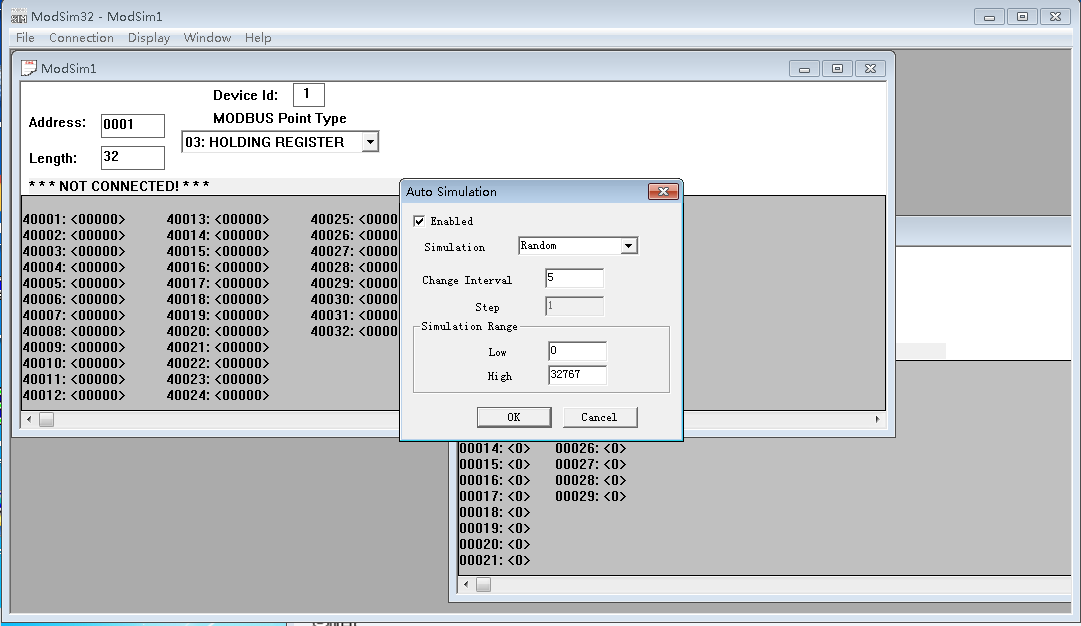 ModSim32 - ModSim1
File Connection Display Window Help
ModSim1
Device Id: 1
Address: 0001
MODBUS Point Type
03: HOLDING REGISTER
Length: 32
* * * NOT CONNECTED! * * *
40001: <00000> 40013: <00000> 40025: <0000
40002: <00000> 40014: <00000> 40026: <0000
40003: <00000> 40015: <00000> 40027: <0000
40004: <00000> 40016: <00000> 40028: <0000
40005: <00000> 40017: <00000> 40029: <0000
40006: <00000> 40018: <00000> 40030: <0000
40007: <00000> 40019: <00000> 40031: <0000
40008: <00000> 40020: <00000> 40032: <0000
40009: <00000> 40021: <00000>
40010: <00000> 40022: <00000>
40011: <00000> 40023: <00000>
40012: <00000> 40024: <00000>
Auto Simulation
Enabled
Simulation Random
Change Interval 5
Step 1
Simulation Range
Low 0
High 32767
OK Cancel
00014: <0> 00026: <0>
00015: <0> 00027: <0>
00016: <0> 00028: <0>
00017: <0> 00029: <0>
00018: <0>
00019: <0>
00020: <0>
00021: <0>